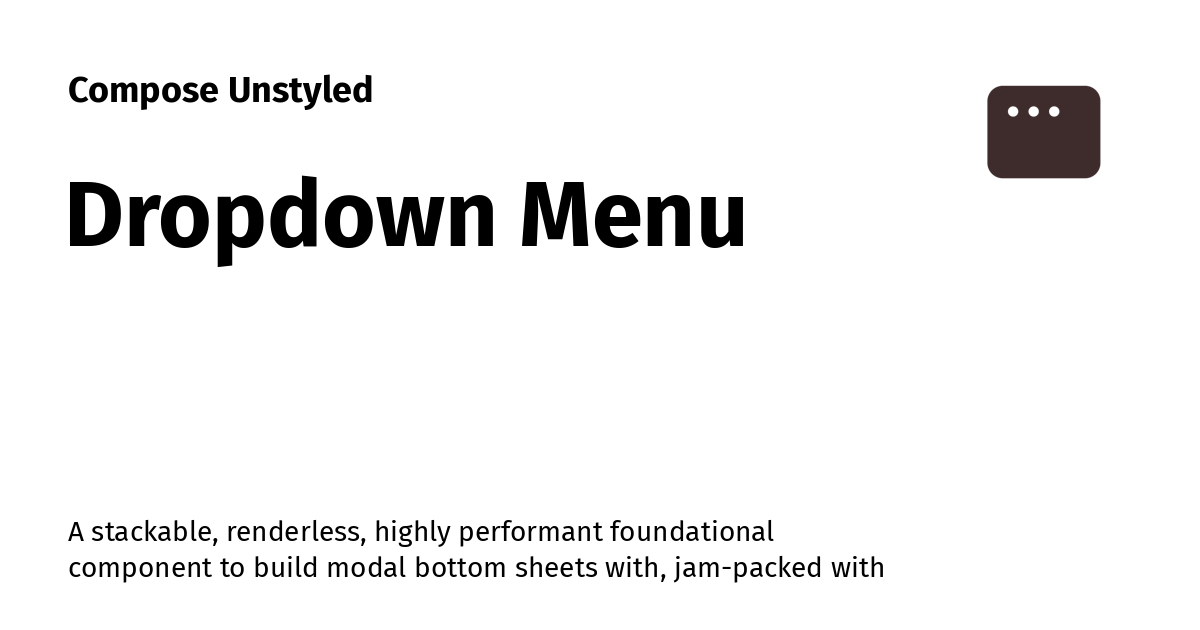 Compose Unstyled
Dropdown Menu
A stackable, renderless, highly performant foundational
component to build modal bottom sheets with, jam-packed with